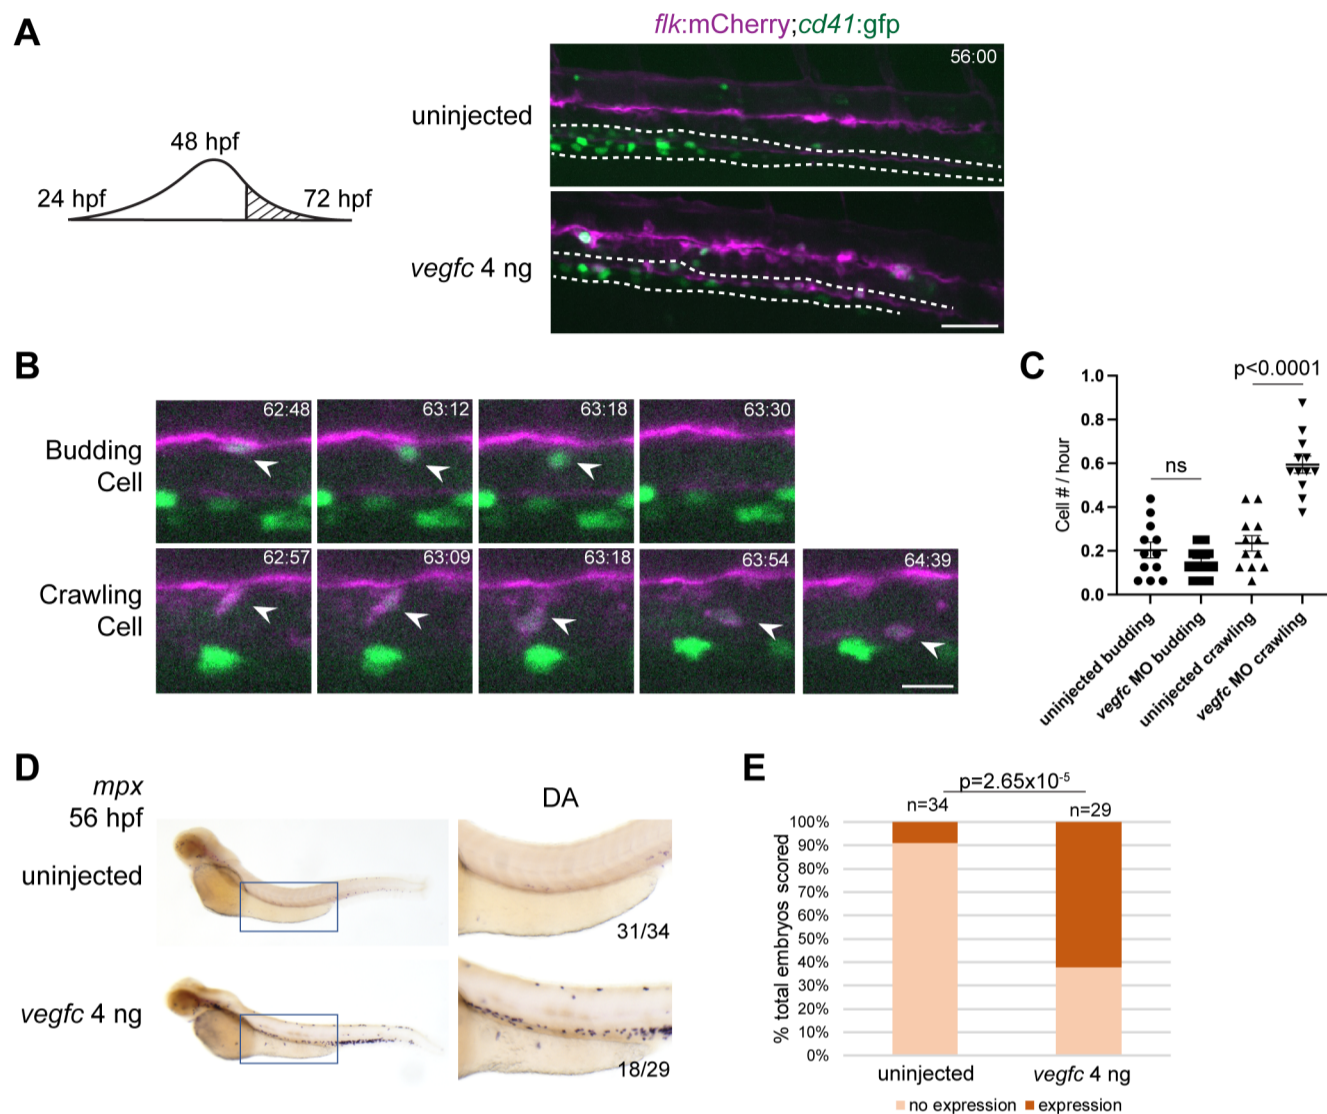 A
flk:mCherry;cd41:gfp
48 hpf
24 hpf
72 hpf
uninjected
56:00
vegfc 4 ng
B
Budding
Cell
62:48
63:12
63:18
63:30
Crawling
Cell
62:57
63:09
63:18
63:54
64:39
C
p<0.0001
ns
Cell # / hour
1.0
0.8
0.6
0.4
0.2
0.0
uninjected budding
vegfc MO budding
uninjected crawling
vegfc MO crawling
D
mpx
56 hpf
DA
uninjected
31/34
vegfc 4 ng
18/29
E
p=2.65x10-5
n=34
n=29
% total embryos scored
100%
90%
80%
70%
60%
50%
40%
30%
20%
10%
0%
uninjected
vegfc 4 ng
no expression
expression